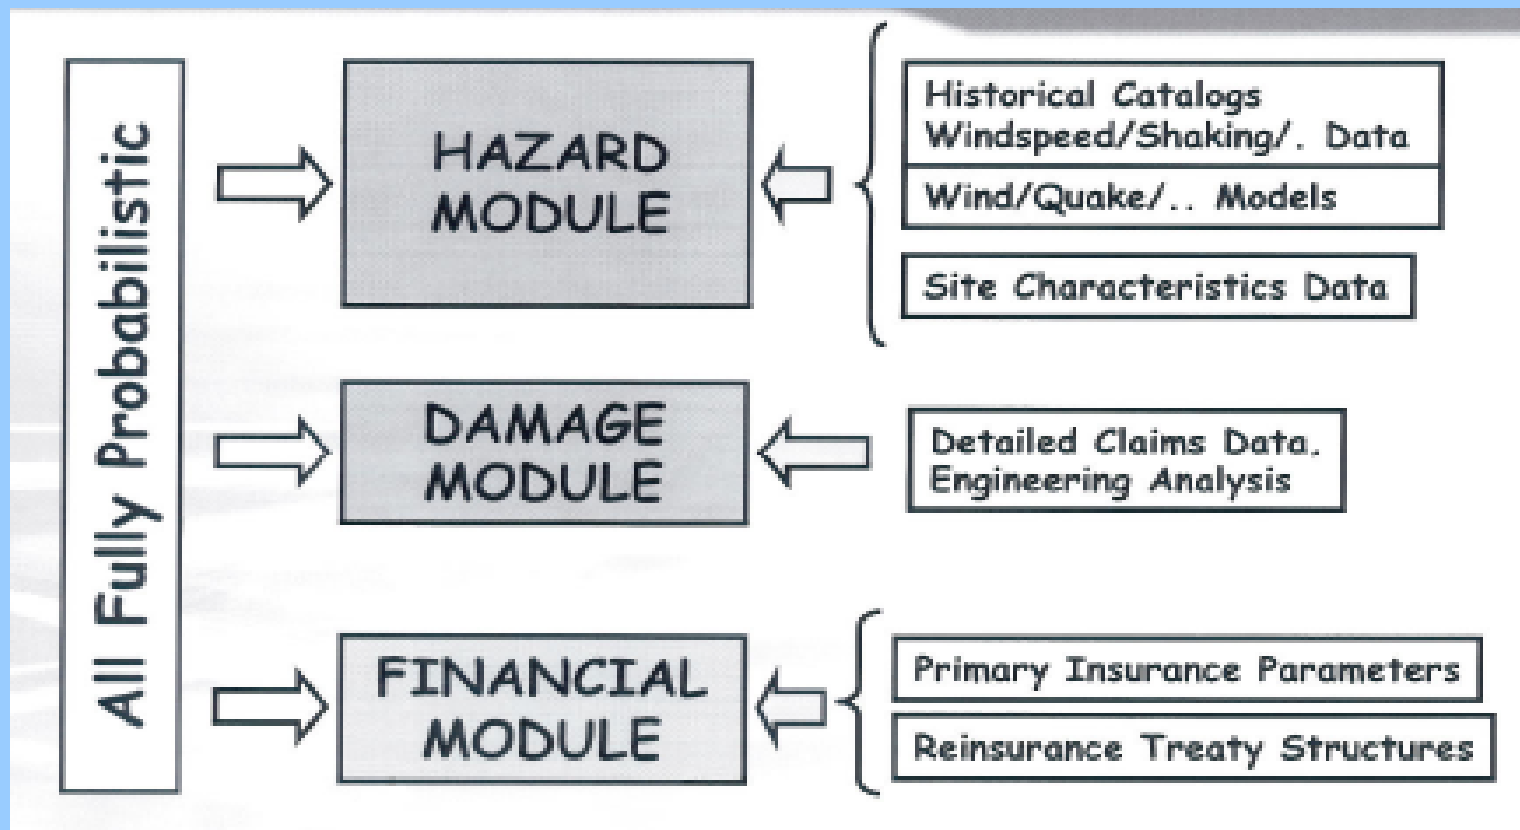 All Fully Probabilistic
HAZARD
MODULE
Historical Catalogs
Windspeed/Shaking/. Data
Wind/Quake/.. Models
Site Characteristics Data
DAMAGE
MODULE
Detailed Claims Data.
Engineering Analysis
FINANCIAL
MODULE
Primary Insurance Parameters
Reinsurance Treaty Structures